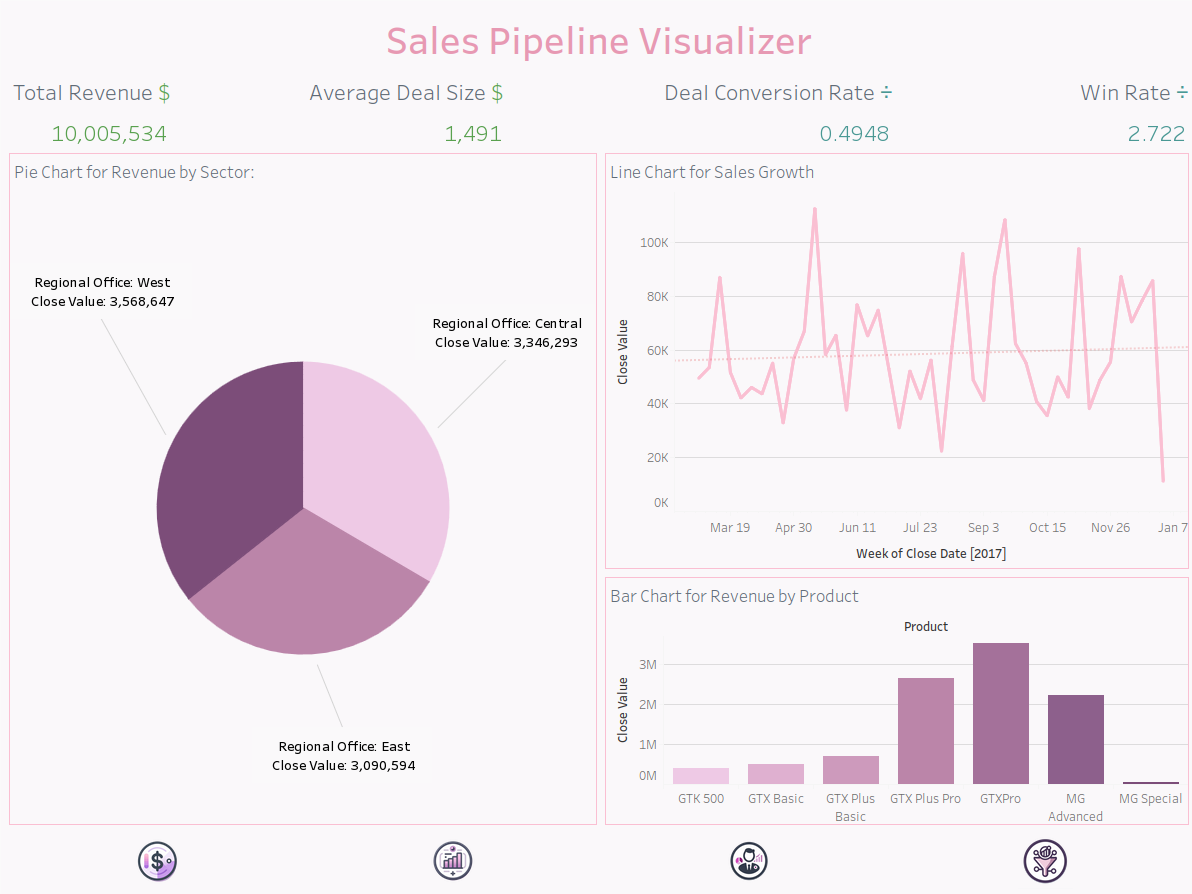 Sales Pipeline Visualizer
Total Revenue $
10,005,534
Average Deal Size $
1,491
Deal Conversion Rate ÷
0.4948
Win Rate ÷
2.722
Pie Chart for Revenue by Sector:
Regional Office: West
Close Value: 3,568,647
Regional Office: Central
Close Value: 3,346,293
Regional Office: East
Close Value: 3,090,594
Line Chart for Sales Growth
Close Value
100K
80K
60K
40K
20K
0K
Mar 19 Apr 30 Jun 11 Jul 23 Sep 3 Oct 15 Nov 26 Jan 7
Week of Close Date [2017]
Bar Chart for Revenue by Product
Product
Close Value
3M
2M
1M
0M
GTK 500 GTX Basic GTX Plus Basic GTX Plus Pro GTXPro MG Advanced MG Special
$